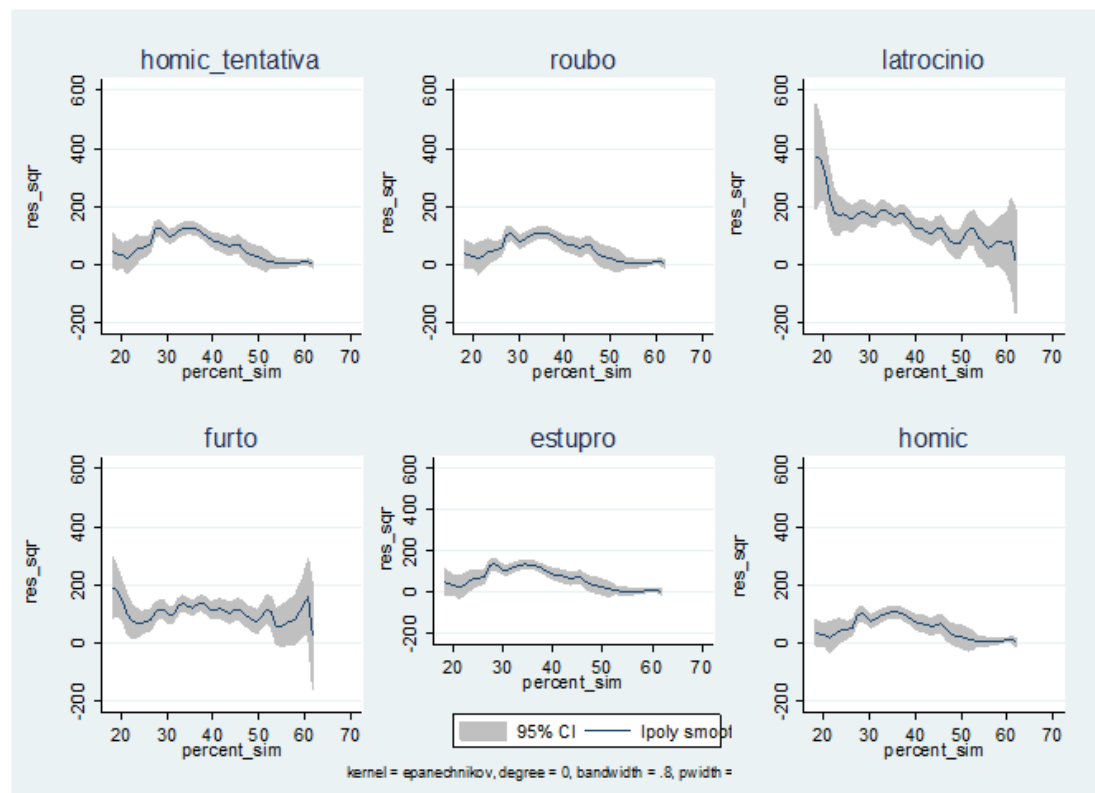 homic_tentativa
600
400
200
0
-200
res_sqr
20 30 40 50 60 70
percent_sim
roubo
600
400
200
0
-200
res_sqr
20 30 40 50 60 70
percent_sim
latrocinio
600
400
200
0
-200
res_sqr
20 30 40 50 60 70
percent_sim
furto
600
400
200
0
-200
res_sqr
20 30 40 50 60 70
percent_sim
estupro
600
400
200
0
-200
res_sqr
20 30 40 50 60 70
percent_sim
95% CI lpoly smoot
kernel = epanechnikov, degree = 0, bandwidth = .8, pwidth =
homic
600
400
200
0
-200
res_sqr
20 30 40 50 60 70
percent_sim